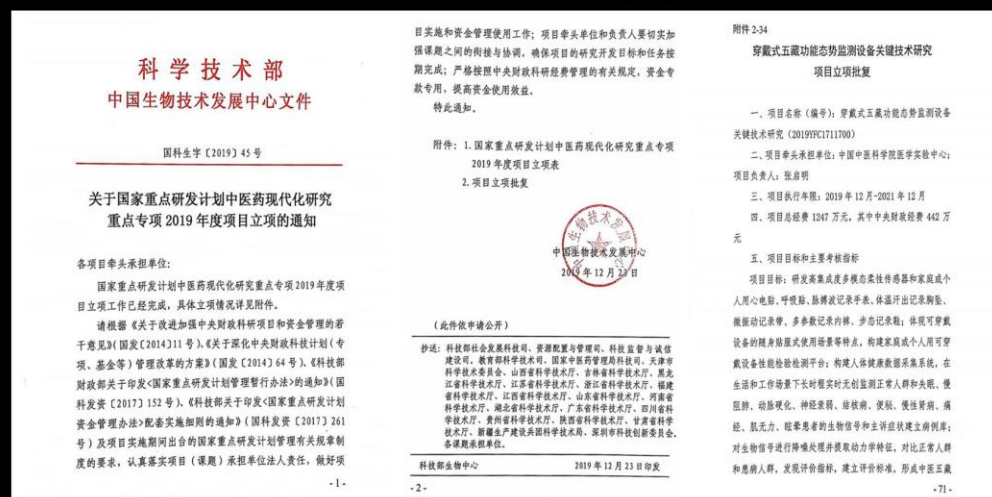 科学技术部
中国生物技术发展中心文件
国科生字〔2019〕45号
关于国家重点研发计划中医药现代化研究
重点专项2019年度项目立项的通知
各项目牵头承担单位:
国家重点研发计划中医药现代化研究重点专项2019年度项
目立项工作已经完成,具体立项情况详见附件。
请根据《关于改进加强中央财政科研项目和资金管理的若
干意见》(国发〔2014〕11号)、《关于深化中央财政科技计划(专
项、基金等)管理改革的方案》(国发〔2014〕64号)、《科技部
财政部关于印发<国家重点研发计划管理暂行办法>的通知》(国
科发资〔2017〕152号)、《科技部关于印发<国家重点研发计划
资金管理办法>配套实施细则的通知》(国科发资〔2017〕261
号)及项目实施期间出台的国家重点研发计划管理有关规章制
度的要求,认真落实项目(课题)承担单位法人责任,做好项
-1-
目实施和资金管理使用工作;项目牵头单位和负责人要切实加
强课题之间的衔接与协调,确保项目的研究开发目标和任务按
期完成;严格按照中央财政科研经费管理的有关规定,资金专
款专用,提高资金使用效益。
特此通知。
附件:1.国家重点研发计划中医药现代化研究重点专项
2019年度项目立项表
2.项目立项批复
中国生物技术发展中心
2019年12月23日
(此件依申请公开)
抄送:科技部社会发展科技司、资源配置与管理司、科技监督与诚信
建设司。教育部科学技术司、国家中医药管理局科技司、天津市
科学技术委员会、山西省科学技术厅、吉林省科学技术厅、黑龙
江省科学技术厅、江苏省科学技术厅、浙江省科学技术厅、福建
省科学技术厅、江西省科学技术厅、山东省科学技术厅、河南省
科学技术厅、湖北省科学技术厅、广东省科学技术厅、四川省科
学技术厅、贵州省科学技术厅、陕西省科学技术厅、甘肃省科学
技术厅、新疆生产建设兵团科学技术局、深圳市科技创新委员会。
各课题承担单位。
科技部生物中心 2019年12月23日印发
-2-
附件2-34
穿戴式五藏功能态势监测设备关键技术研究
项目立项批复
一、项目名称(编号):穿戴式五藏功能态势监测设备
关键技术研究(2019YFC1711700)
二、项目牵头承担单位:中国中医科学院医学实验中心;
项目负责人:张启明
三、项目执行年限:2019年12月-2021年12月
四、项目总经费1247万元,其中中央财政经费442万
元
五、项目目标和主要考核指标
项目目标:研发高集成度多模态柔性传感器和家庭或个
人用心电贴、呼吸贴、脉搏波记录手表、体温汗出记录胸坠、
微振动记录带、多参数记录内裤、步态记录鞋;体现可穿戴
设备的随身贴服式使用场景等特点,构建家庭或个人用可穿
戴设备性能检验检测平台;构建人体健康数据采集系统,在
生活和工作场景下长时程实时无创监测正常人群和失眠、慢
阻肺、动脉硬化、神经衰弱、结核病、便秘、慢性肾病、痛
经、肌无力、眩晕患者的生物信号和主诉症状建立病例库;
对生物信号进行降噪处理并提取动力学特征,对比正常人群
和患病人群,发现评价指标,建立评价标准,形成中医五藏
-71-